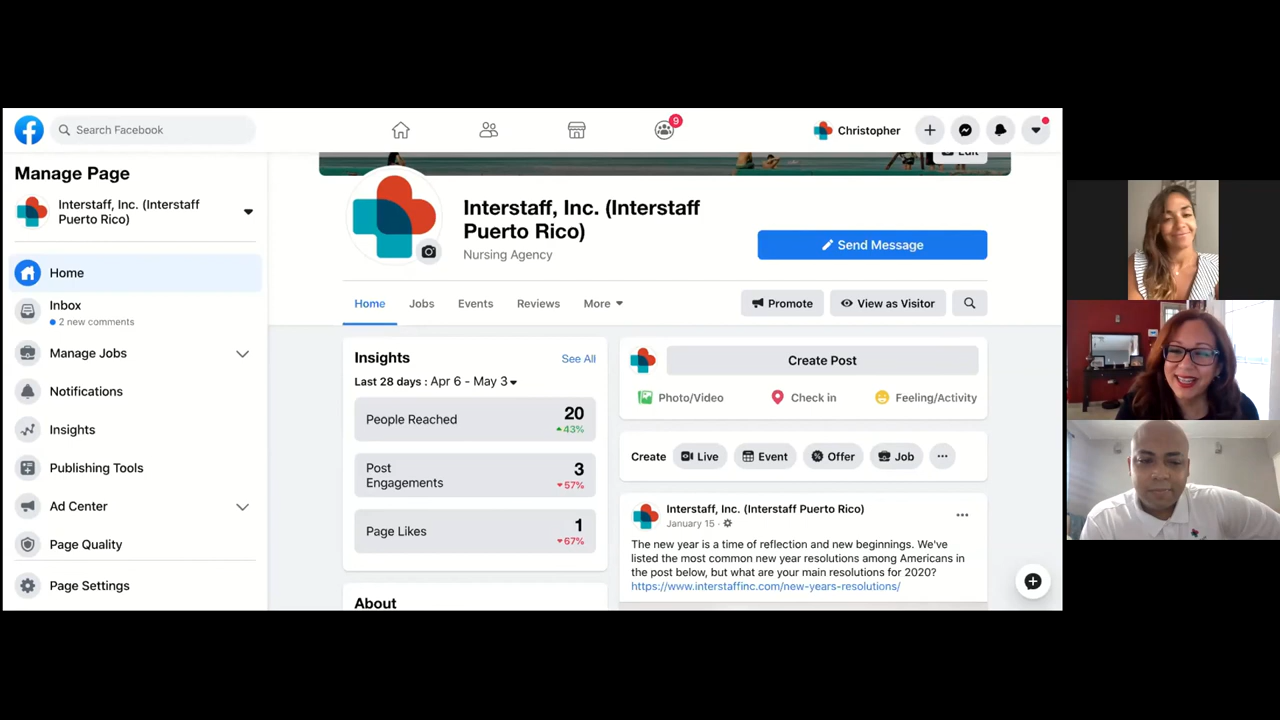 Search Facebook
9
Christopher
Manage Page
Interstaff, Inc. (Interstaff
Puerto Rico)
Home
Inbox
2 new comments
Manage Jobs
Notifications
Insights
Publishing Tools
Ad Center
Page Quality
Page Settings
Edit
Interstaff, Inc. (Interstaff
Puerto Rico)
Nursing Agency
Send Message
Home
Jobs
Events
Reviews
More
Promote
View as Visitor
Insights
See All
Last 28 days : Apr 6 - May 3
People Reached
20
43%
Post
Engagements
3
57%
Page Likes
1
67%
About
Create Post
Photo/Video
Check in
Feeling/Activity
Create
Live
Event
Offer
Job
Interstaff, Inc. (Interstaff Puerto Rico)
January 15 ·
The new year is a time of reflection and new beginnings. We've
listed the most common new year resolutions among Americans in
the post below, but what are your main resolutions for 2020?
https://www.interstaffinc.com/new-years-resolutions/